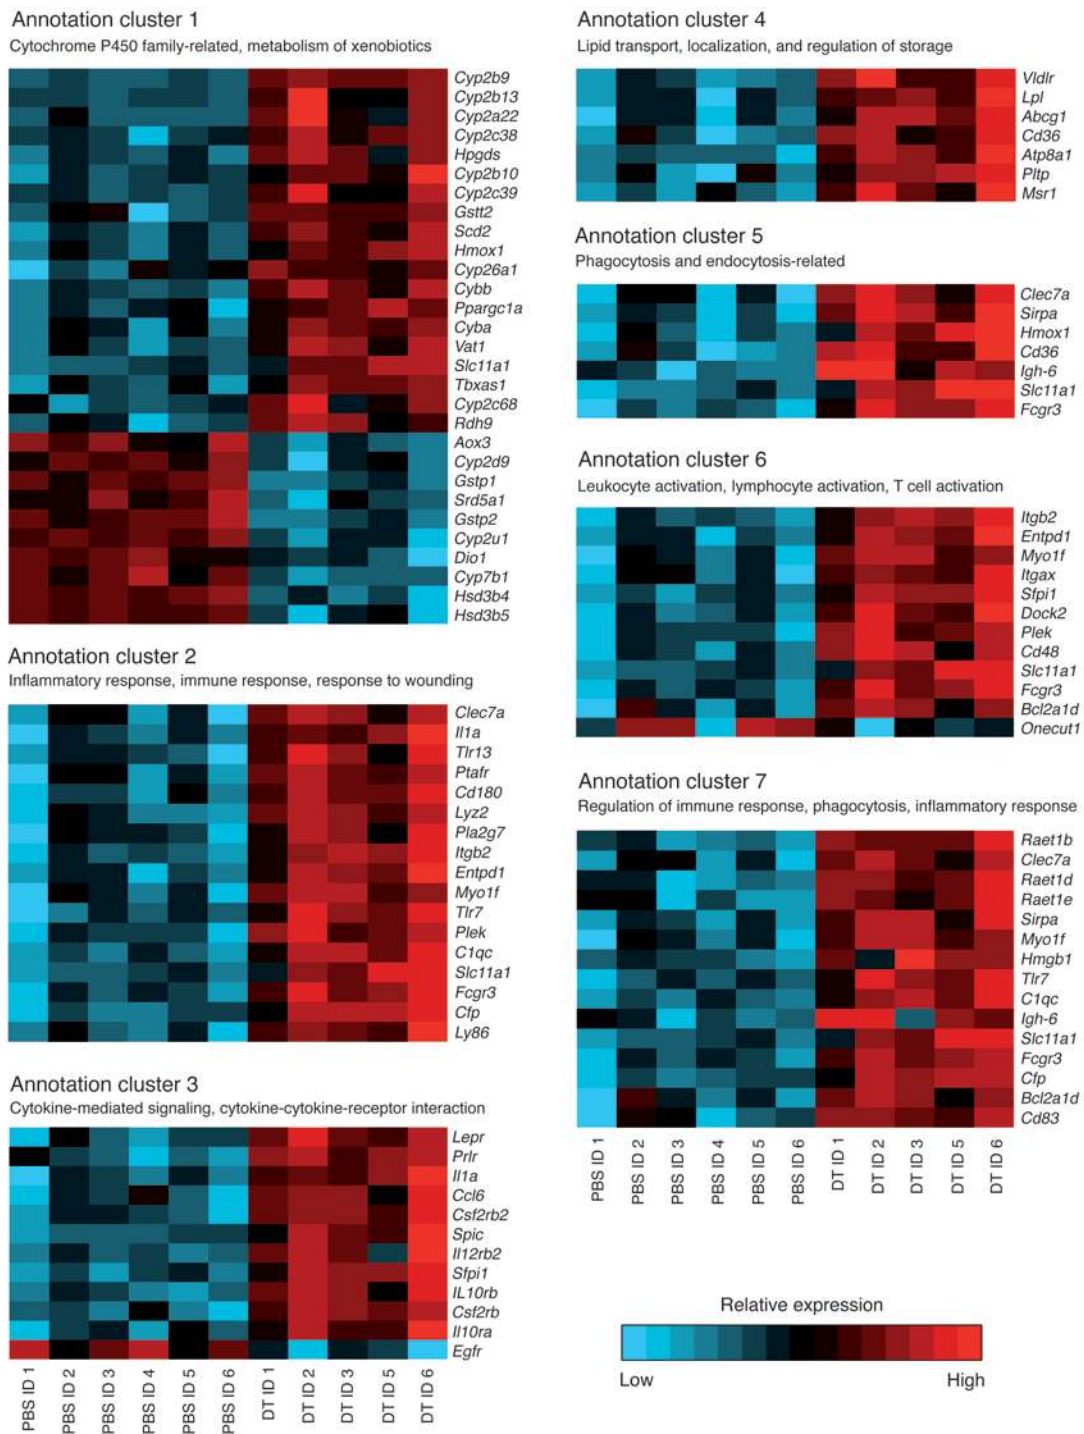 Annotation cluster 1
Cytochrome P450 family-related, metabolism of xenobiotics
Cyp2b9
Cyp2b13
Cyp2a22
Cyp2c38
Hpgds
Cyp2b10
Cyp2c39
Gstt2
Scd2
Hmox1
Cyp26a1
Cybb
Ppargc1a
Cyba
Vat1
Slc11a1
Tbxas1
Cyp2c68
Rdh9
Aox3
Cyp2d9
Gstp1
Srd5a1
Gstp2
Cyp2u1
Dio1
Cyp7b1
Hsd3b4
Hsd3b5
Annotation cluster 2
Inflammatory response, immune response, response to wounding
Clec7a
Il1a
Tlr13
Ptafr
Cd180
Lyz2
Pla2g7
Itgb2
Entpd1
Myo1f
Tlr7
Plek
C1qc
Slc11a1
Fcgr3
Cfp
Ly86
Annotation cluster 3
Cytokine-mediated signaling, cytokine-cytokine-receptor interaction
Lepr
Prlr
Il1a
Ccl6
Csf2rb2
Spic
Il12rb2
Sfpi1
IL10rb
Csf2rb
Il10ra
Egfr
PBS ID 1
PBS ID 2
PBS ID 3
PBS ID 4
PBS ID 5
PBS ID 6
DT ID 1
DT ID 2
DT ID 3
DT ID 5
DT ID 6
Annotation cluster 4
Lipid transport, localization, and regulation of storage
Vldlr
Lpl
Abcg1
Cd36
Atp8a1
Pltp
Msr1
Annotation cluster 5
Phagocytosis and endocytosis-related
Clec7a
Sirpa
Hmox1
Cd36
Igh-6
Slc11a1
Fcgr3
Annotation cluster 6
Leukocyte activation, lymphocyte activation, T cell activation
Itgb2
Entpd1
Myo1f
Itgax
Sfpi1
Dock2
Plek
Cd48
Slc11a1
Fcgr3
Bcl2a1d
Onecut1
Annotation cluster 7
Regulation of immune response, phagocytosis, inflammatory response
Raet1b
Clec7a
Raet1d
Raet1e
Sirpa
Myo1f
Hmgb1
Tlr7
C1qc
Igh-6
Slc11a1
Fcgr3
Cfp
Bcl2a1d
Cd83
PBS ID 1
PBS ID 2
PBS ID 3
PBS ID 4
PBS ID 5
PBS ID 6
DT ID 1
DT ID 2
DT ID 3
DT ID 5
DT ID 6
Relative expression
Low High